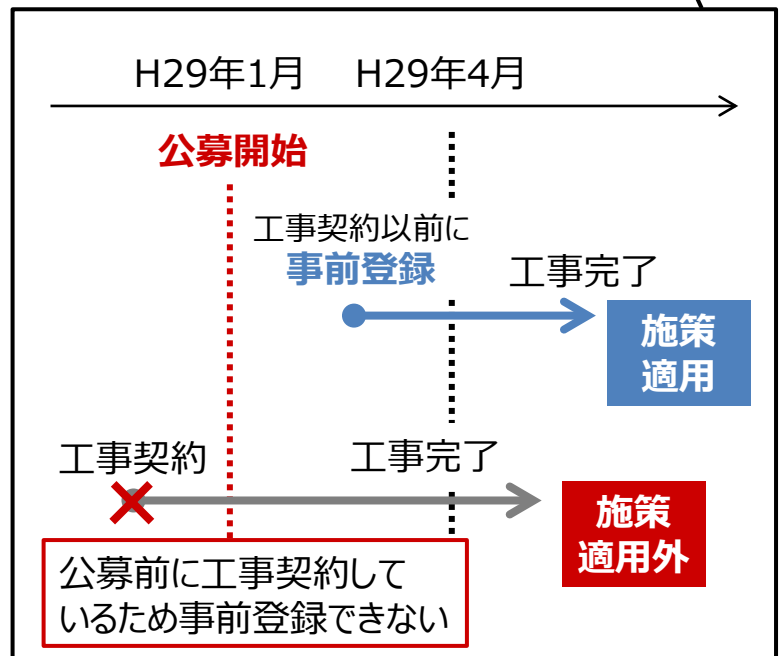 H29年1月 H29年4月
公募開始
工事契約以前に
事前登録
工事完了
施策
適用
工事契約
工事完了
施策
適用外
公募前に工事契約して
いるため事前登録できない